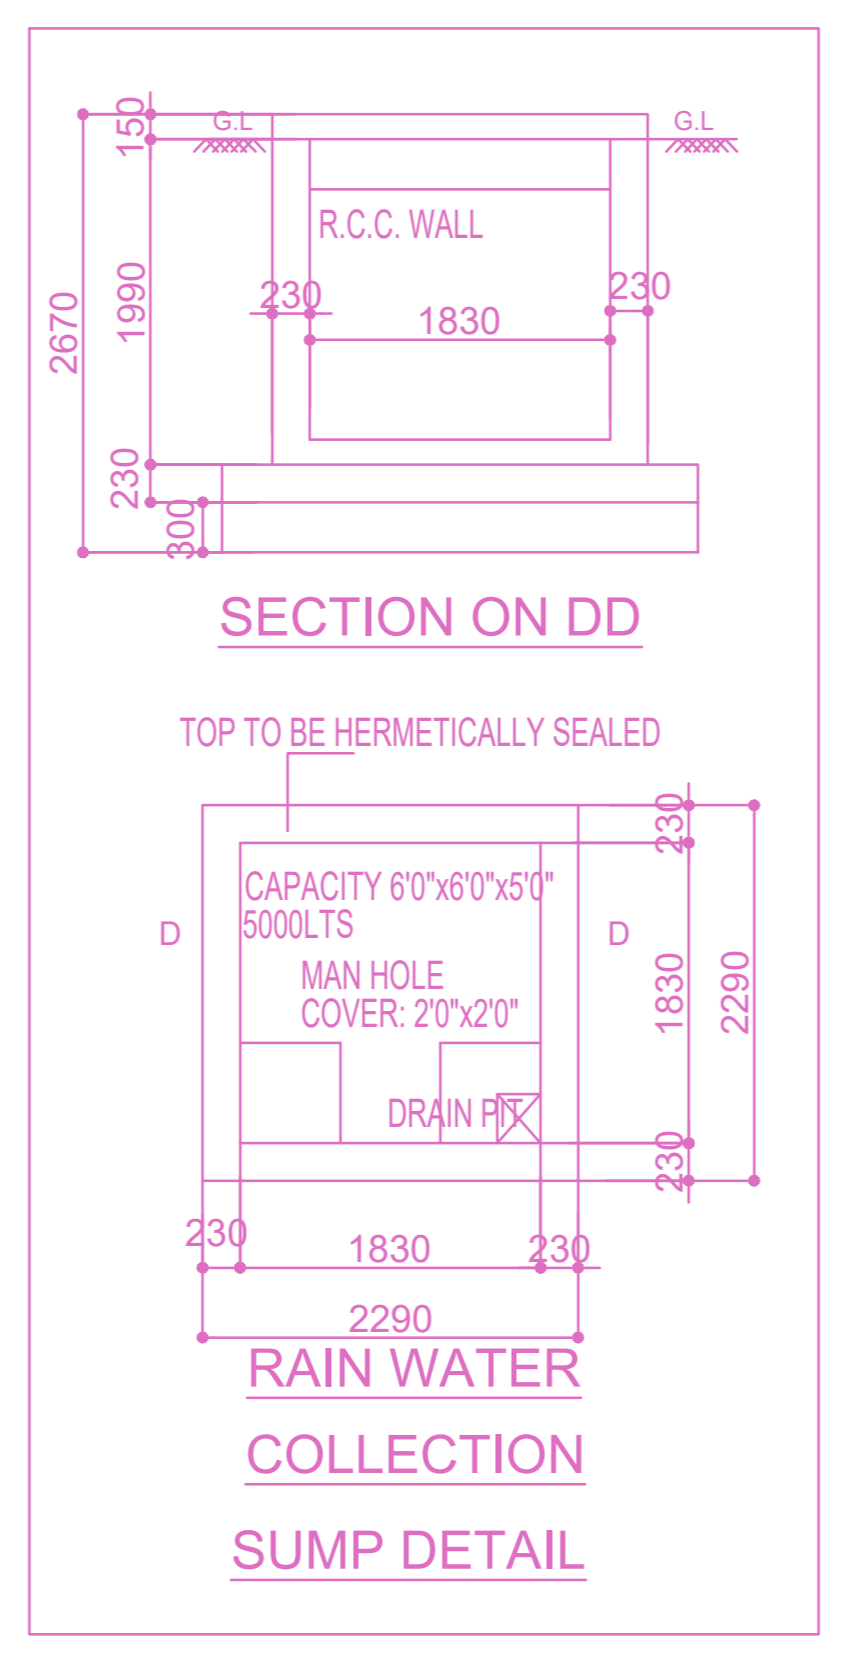 150
G.L
G.L
R.C.C. WALL
230
230
1830
1990
2670
230
300
SECTION ON DD
TOP TO BE HERMETICALLY SEALED
230
CAPACITY 6'0"x6'0"x5'0"
5000LTS
D
D
MAN HOLE
COVER: 2'0"x2'0"
1830
2290
DRAIN PIT
230
230
1830
230
2290
RAIN WATER
COLLECTION
SUMP DETAIL